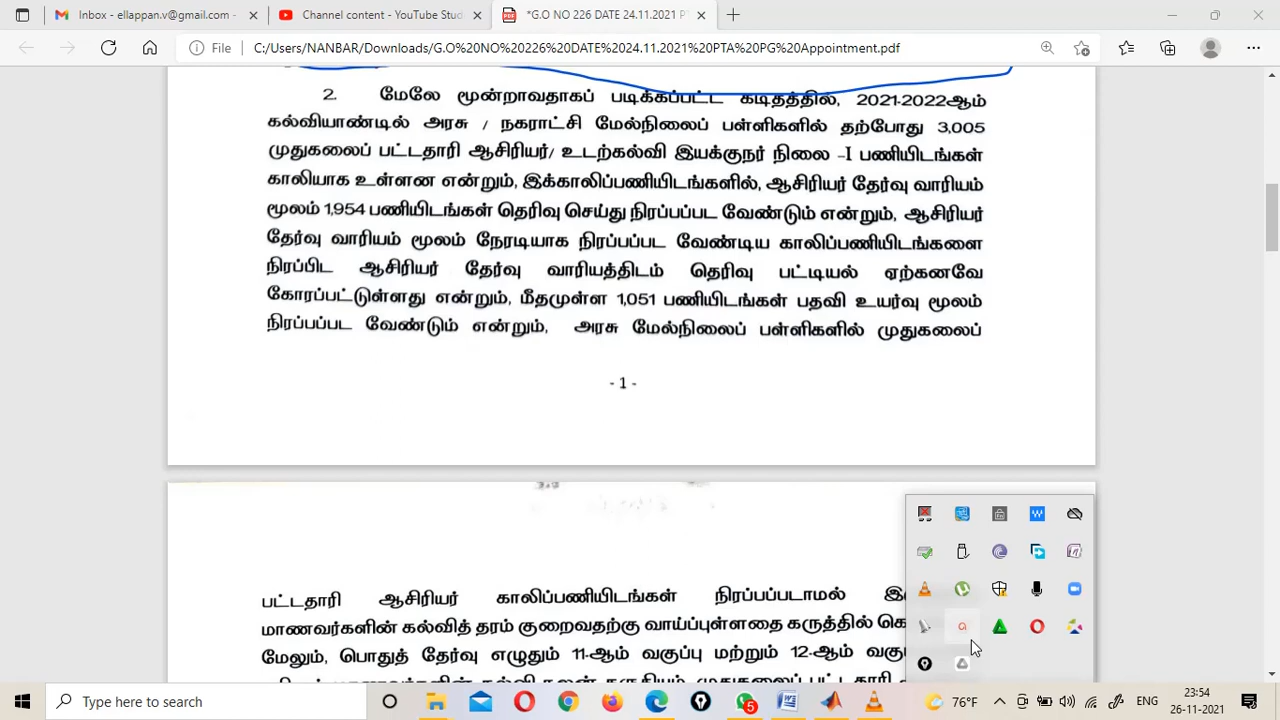 Inbox - ellappan.v@gmail.com -
Channel content - YouTube Stud
*G.O NO 226 DATE 24.11.2021 PT
File
C:/Users/NANBAR/Downloads/G.O%20NO%20226%20DATE%2024.11.2021%20PTA%20PG%20Appointment.pdf
2. மேலே மூன்றாவதாகப் படிக்கப்பட்ட கடிதத்தில், 2021-2022ஆம்
கல்வியாண்டில் அரசு / நகராட்சி மேல்நிலைப் பள்ளிகளில் தற்போது 3,005
முதுகலைப் பட்டதாரி ஆசிரியர்/ உடற்கல்வி இயக்குநர் நிலை –I பணியிடங்கள்
காலியாக உள்ளன என்றும், இக்காலிப்பணியிடங்களில், ஆசிரியர் தேர்வு வாரியம்
மூலம் 1,954 பணியிடங்கள் தெரிவு செய்து நிரப்பப்பட வேண்டும் என்றும், ஆசிரியர்
தேர்வு வாரியம் மூலம் நேரடியாக நிரப்பப்பட வேண்டிய காலிப்பணியிடங்களை
நிரப்பிட ஆசிரியர் தேர்வு வாரியத்திடம் தெரிவு பட்டியல் ஏற்கனவே
கோரப்பட்டுள்ளது என்றும், மீதமுள்ள 1,051 பணியிடங்கள் பதவி உயர்வு மூலம்
நிரப்பப்பட வேண்டும் என்றும், அரசு மேல்நிலைப் பள்ளிகளில் முதுகலைப்
- 1 -
பட்டதாரி ஆசிரியர் காலிப்பணியிடங்கள் நிரப்பப்படாமல்
மாணவர்களின் கல்வித் தரம் குறைவதற்கு வாய்ப்புள்ளதை கருத்தில்
மேலும், பொதுத் தேர்வு எழுதும் 11-ஆம் வகுப்பு மற்றும் 12-ஆம்
Type here to search
5
76°F
ENG
23:54
26-11-2021